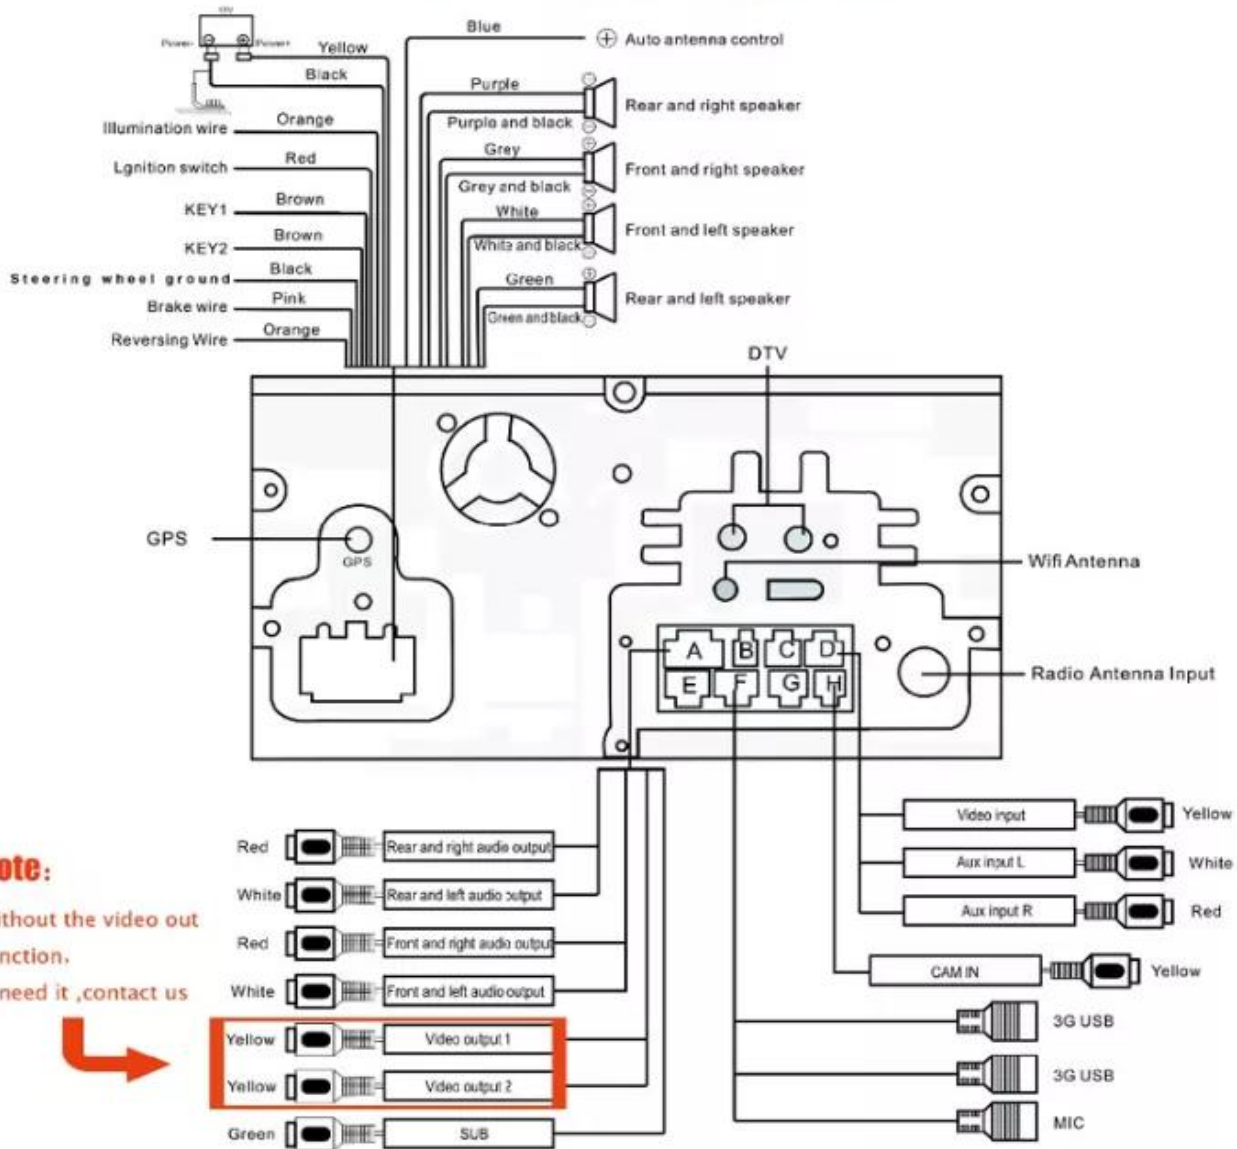 Power-
Power+
Yellow
Black
Illumination wire
Orange
Lgnition switch
Red
KEY1
Brown
KEY2
Brown
Steering wheel ground
Black
Brake wire
Pink
Reversing Wire
Orange
Blue
Auto antenna control
Purple
Purple and black
Rear and right speaker
Grey
Grey and black
Front and right speaker
White
White and black
Front and left speaker
Green
Green and black
Rear and left speaker
DTV
GPS
GPS
Wifi Antenna
A
B
C
D
E
F
G
H
Radio Antenna Input
Red
Rear and right audio output
White
Rear and left audio output
Red
Front and right audio output
White
Front and left audio output
Yellow
Video output 1
Yellow
Video output 2
Green
SUB
ote:
ithout the video out
nction.
need it ,contact us
Video input
Yellow
Aux input L
White
Aux input R
Red
CAM IN
Yellow
3G USB
3G USB
MIC